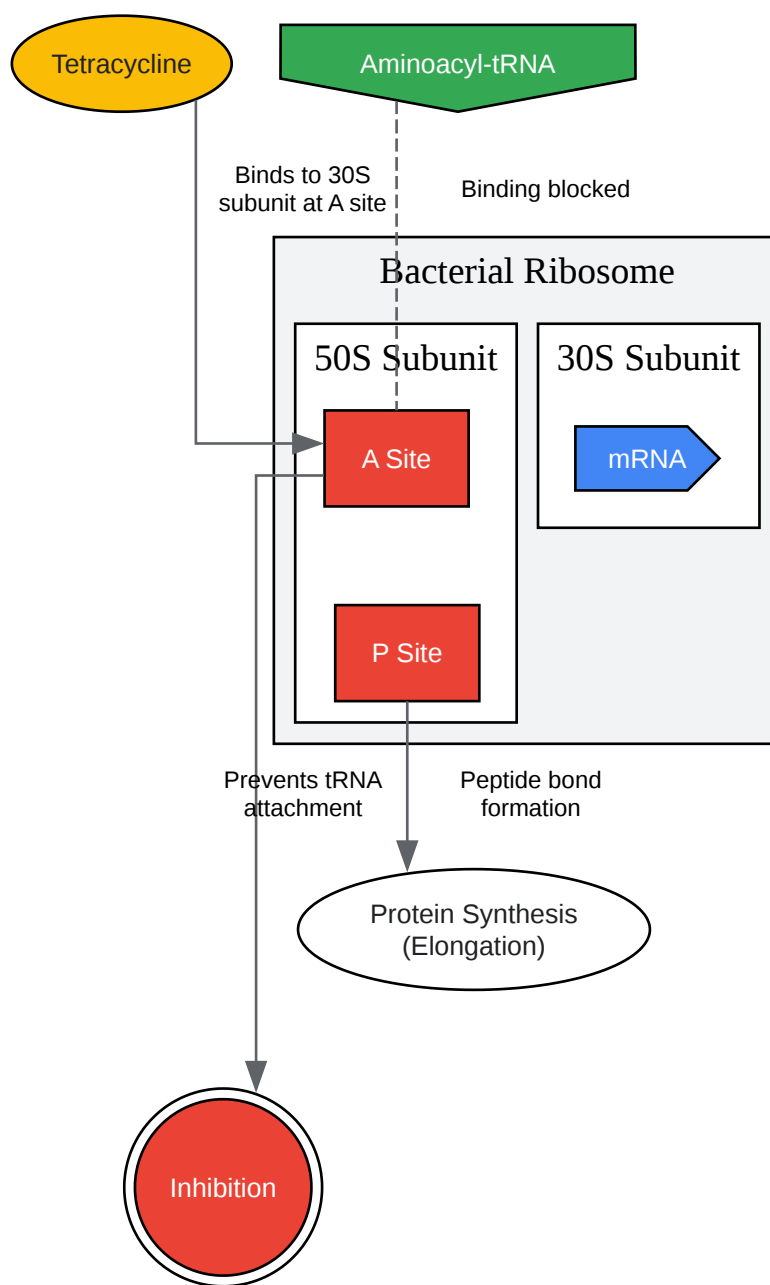 Tetracycline
Aminoacyl-tRNA
Binds to 30S
subunit at A site
Binding blocked
Bacterial Ribosome
50S Subunit
30S Subunit
A Site
mRNA
P Site
Prevents tRNA
attachment
Peptide bond
formation
Protein Synthesis
(Elongation)
Inhibition